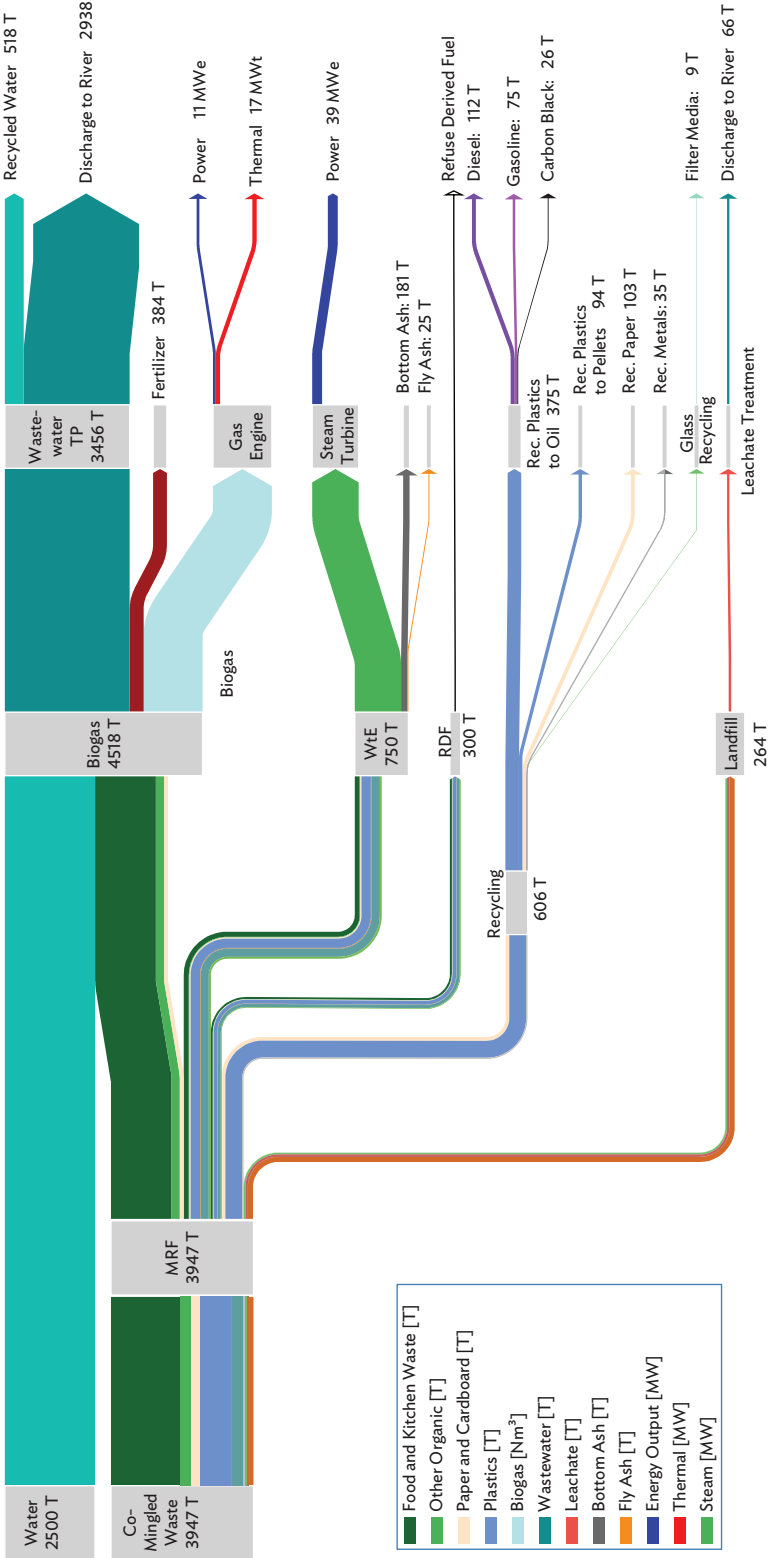 Water
2500 T
Co-
Mingled
Waste
3947 T
MRF
3947 T
Biogas
4518 T
Biogas
WtE
750 T
RDF
300 T
Recycling
606 T
Landfill
264 T
Waste-
water
TP
3456 T
Fertilizer 384 T
Gas
Engine
Steam
Turbine
Bottom Ash: 181 T
Fly Ash: 25 T
Rec. Plastics
to Oil 375 T
Rec. Plastics
to Pellets 94 T
Rec. Paper 103 T
Rec. Metals: 35 T
Glass
Recycling
Leachate Treatment
Recycled Water 518 T
Discharge to River 2938
Power 11 MWe
Thermal 17 MWt
Power 39 MWe
Refuse Derived Fuel
Diesel: 112 T
Gasoline: 75 T
Carbon Black: 26 T
Filter Media: 9 T
Discharge to River 66 T
Food and Kitchen Waste [T]
Other Organic [T]
Paper and Cardboard [T]
Plastics [T]
Biogas [Nm³]
Wastewater [T]
Leachate [T]
Bottom Ash [T]
Fly Ash [T]
Energy Output [MW]
Thermal [MW]
Steam [MW]